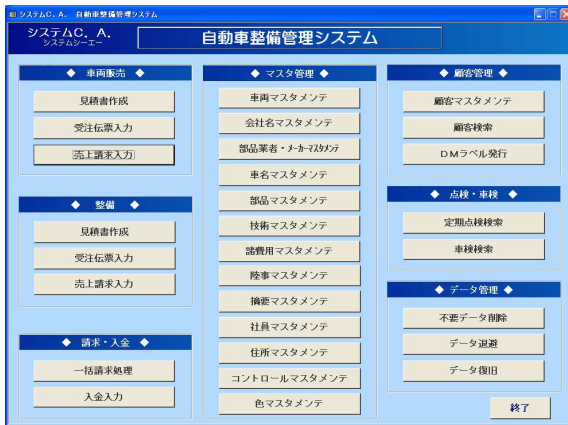 システムC．A． 自動車整備管理システム
システムC．A．
システムシーエー
自動車整備管理システム
◆ 車両販売 ◆
見積書作成
受注伝票入力
売上請求入力
◆ 整備 ◆
見積書作成
受注伝票入力
売上請求入力
◆ 請求・入金 ◆
一括請求処理
入金入力
◆ マスタ管理 ◆
車両マスタメンテ
会社名マスタメンテ
部品業者・メーカーマスタメンテ
車名マスタメンテ
部品マスタメンテ
技術マスタメンテ
諸費用マスタメンテ
陸事マスタメンテ
摘要マスタメンテ
社員マスタメンテ
住所マスタメンテ
コントロールマスタメンテ
色マスタメンテ
◆ 顧客管理 ◆
顧客マスタメンテ
顧客検索
DMラベル発行
◆ 点検・車検 ◆
定期点検検索
車検検索
◆ データ管理 ◆
不要データ削除
データ退避
データ復旧
終了